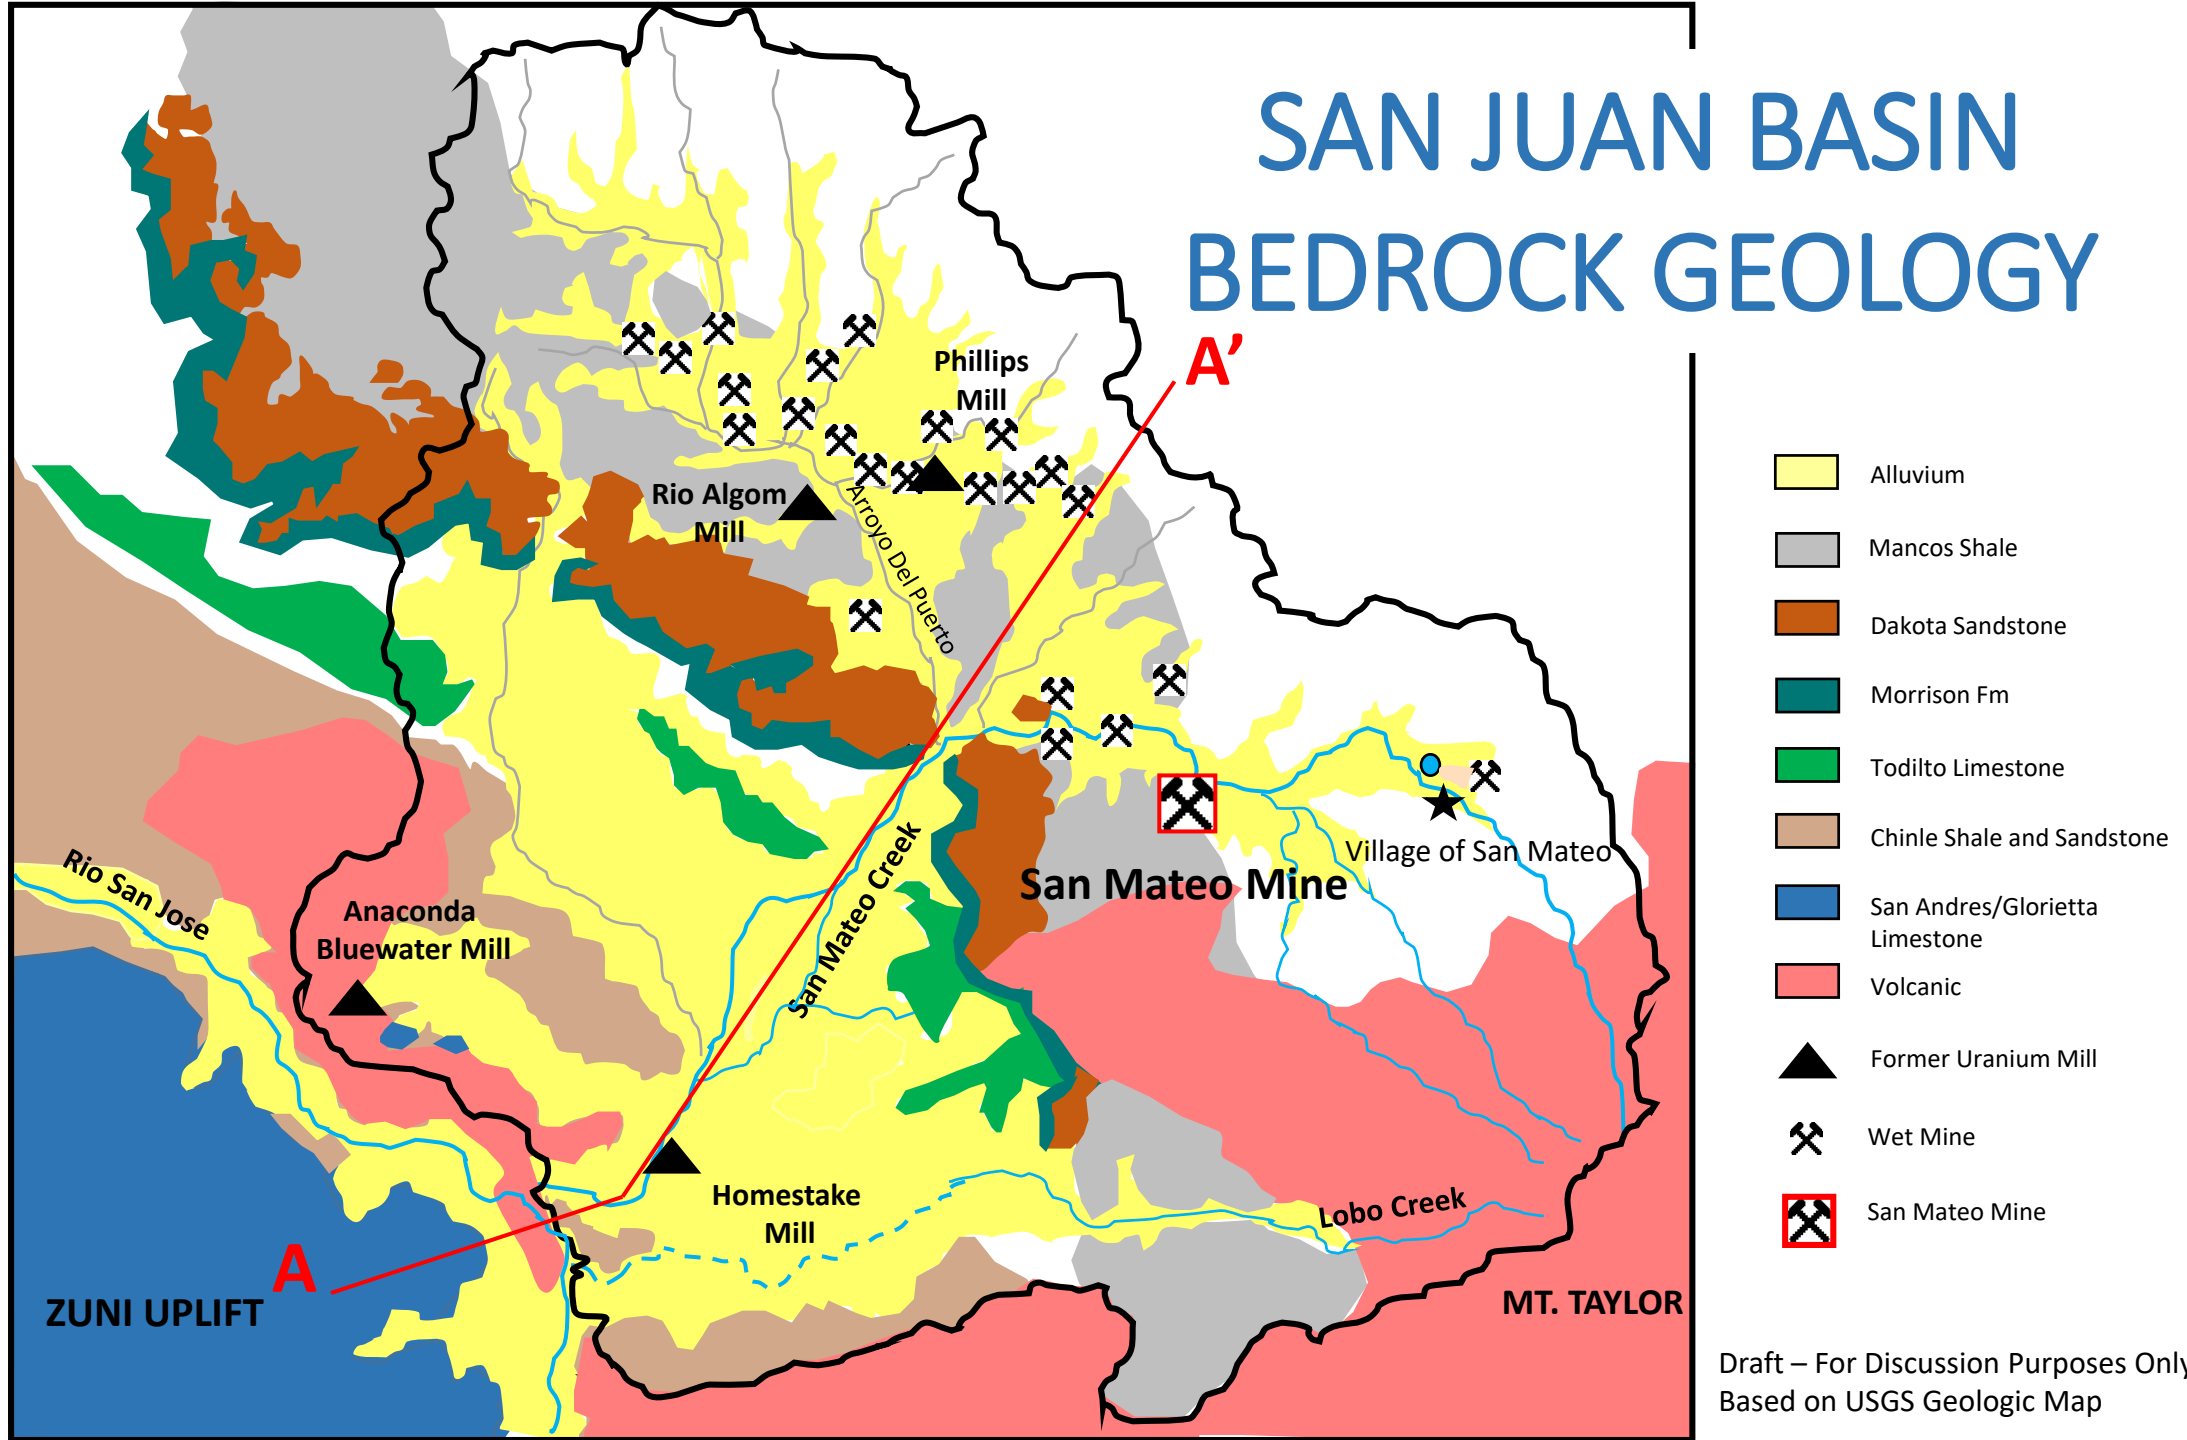 SAN JUAN BASIN
BEDROCK GEOLOGY
A’
Phillips
Mill
Rio Algom
Mill
Arroyo Del Puerto
Village of San Mateo
San Mateo Mine
San Mateo Creek
Rio San Jose
Anaconda
Bluewater Mill
Homestake
Mill
Lobo Creek
A
ZUNI UPLIFT
MT. TAYLOR
Alluvium
Mancos Shale
Dakota Sandstone
Morrison Fm
Todilto Limestone
Chinle Shale and Sandstone
San Andres/Glorietta
Limestone
Volcanic
Former Uranium Mill
Wet Mine
San Mateo Mine
Draft – For Discussion Purposes Only
Based on USGS Geologic Map